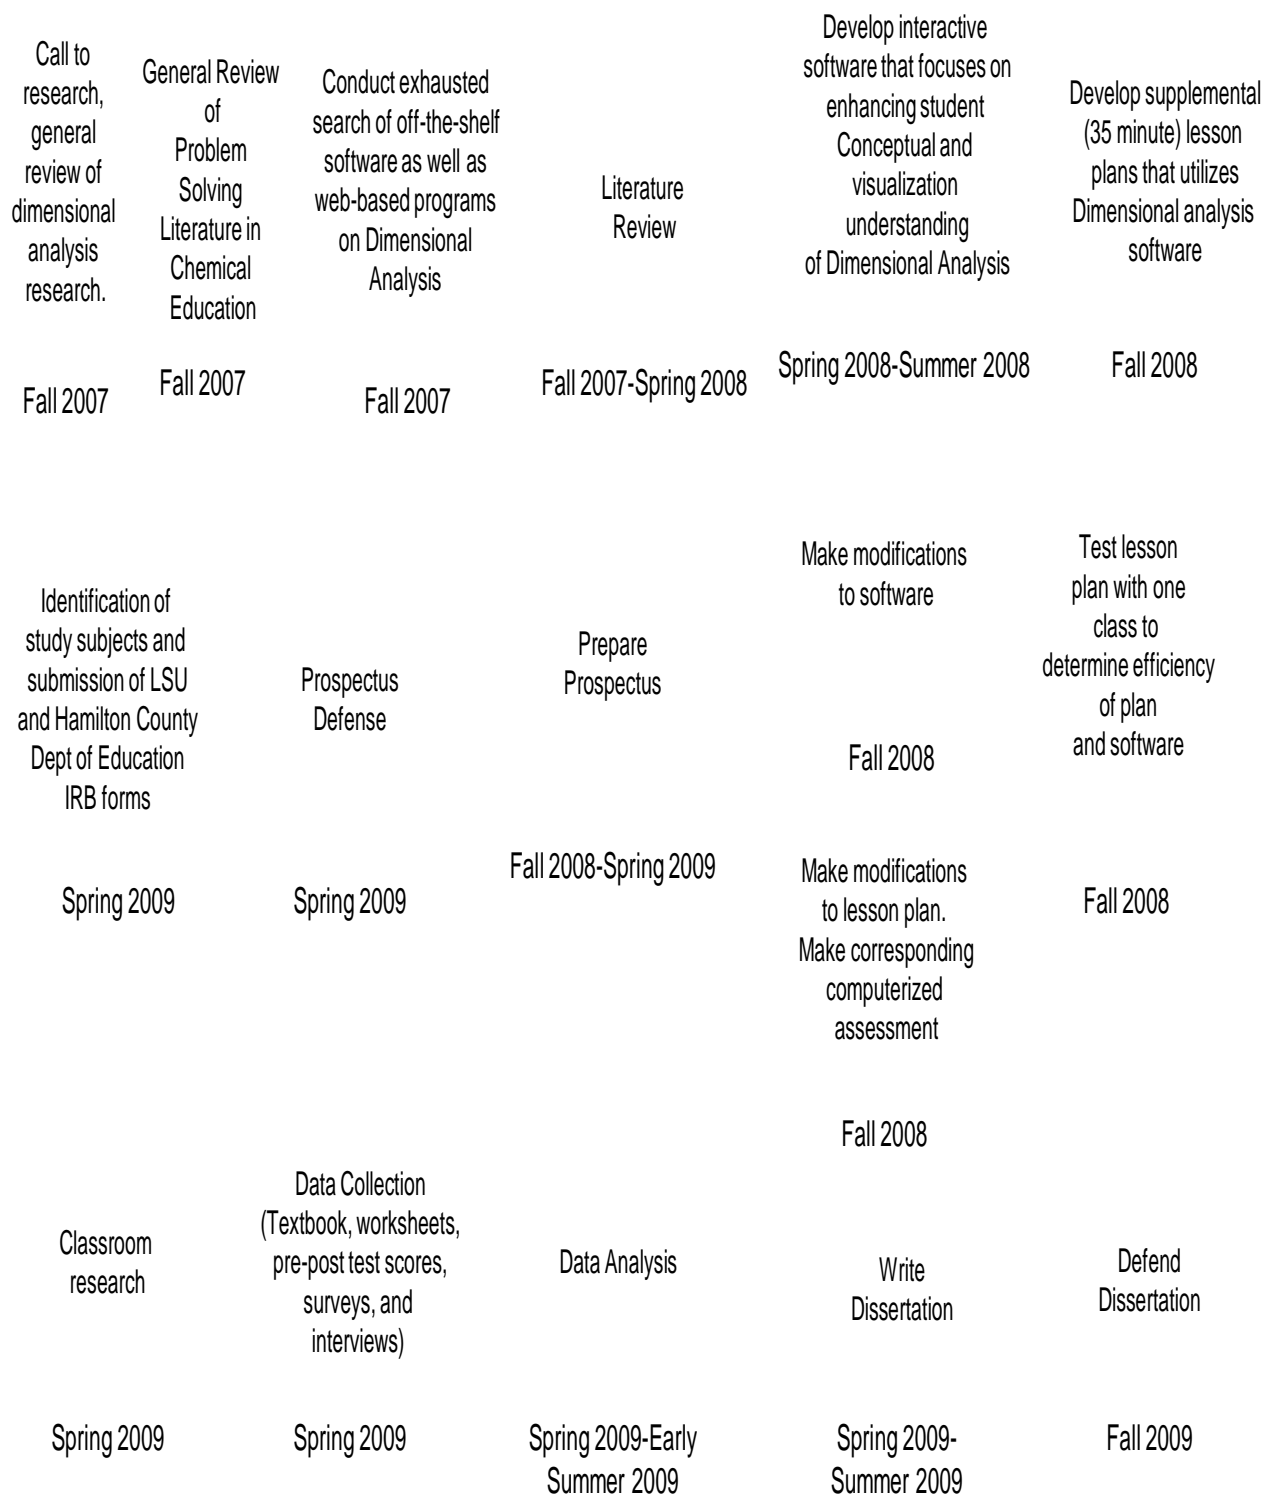 Call to
research,
general
review of
dimensional
analysis
research.
Fall 2007
General Review
of
Problem
Solving
Literature in
Chemical
Education
Fall 2007
Conduct exhausted
search of off-the-shelf
software as well as
web-based programs
on Dimensional
Analysis
Fall 2007
Literature
Review
Fall 2007-Spring 2008
Develop interactive
software that focuses on
enhancing student
Conceptual and
visualization
understanding
of Dimensional Analysis
Spring 2008-Summer 2008
Develop supplemental
(35 minute) lesson
plans that utilizes
Dimensional analysis
software
Fall 2008
Identification of
study subjects and
submission of LSU
and Hamilton County
Dept of Education
IRB forms
Spring 2009
Prospectus
Defense
Spring 2009
Prepare
Prospectus
Fall 2008-Spring 2009
Make modifications
to software
Fall 2008
Make modifications
to lesson plan.
Make corresponding
computerized
assessment
Fall 2008
Test lesson
plan with one
class to
determine efficiency
of plan
and software
Fall 2008
Classroom
research
Spring 2009
Data Collection
(Textbook, worksheets,
pre-post test scores,
surveys, and
interviews)
Spring 2009
Data Analysis
Spring 2009-Early
Summer 2009
Write
Dissertation
Spring 2009-
Summer 2009
Defend
Dissertation
Fall 2009